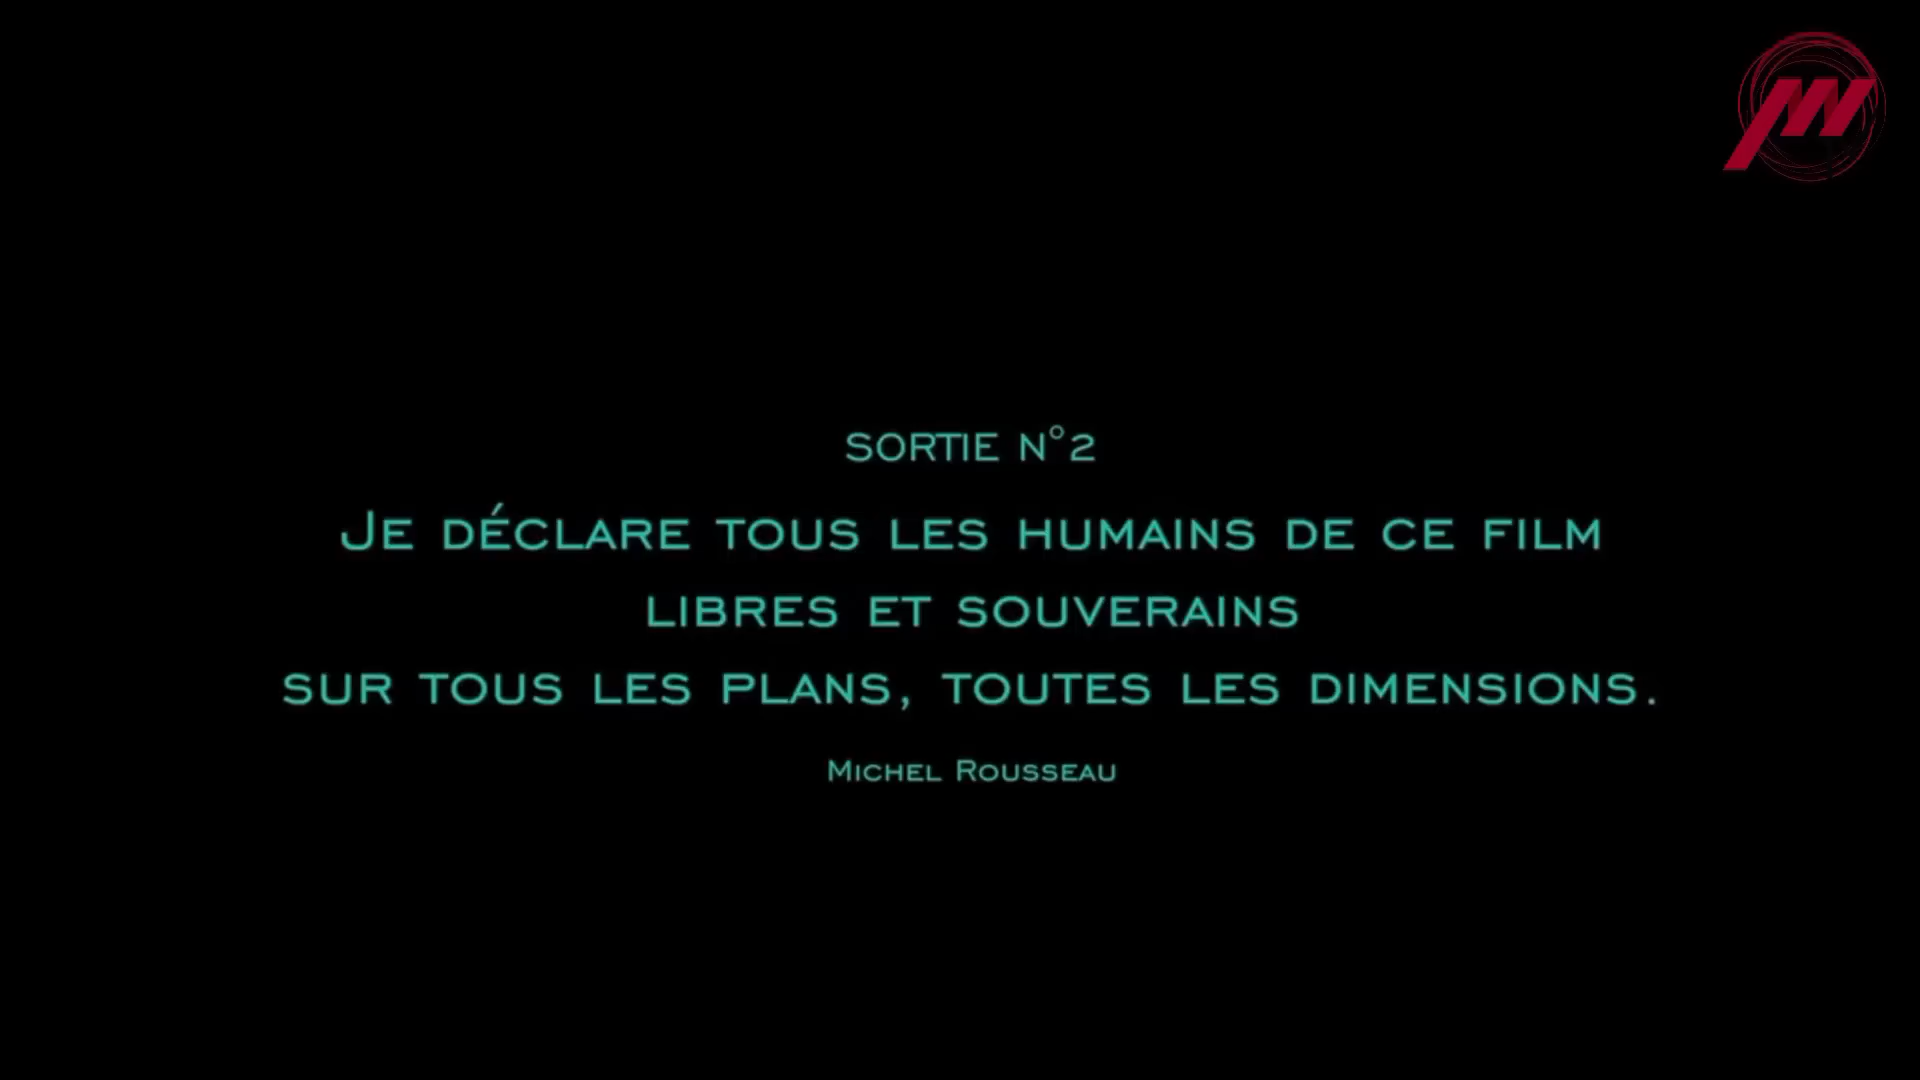 SORTIE N°2
JE DÉCLARE TOUS LES HUMAINS DE CE FILM
LIBRES ET SOUVERAINS
SUR TOUS LES PLANS, TOUTES LES DIMENSIONS.
MICHEL ROUSSEAU